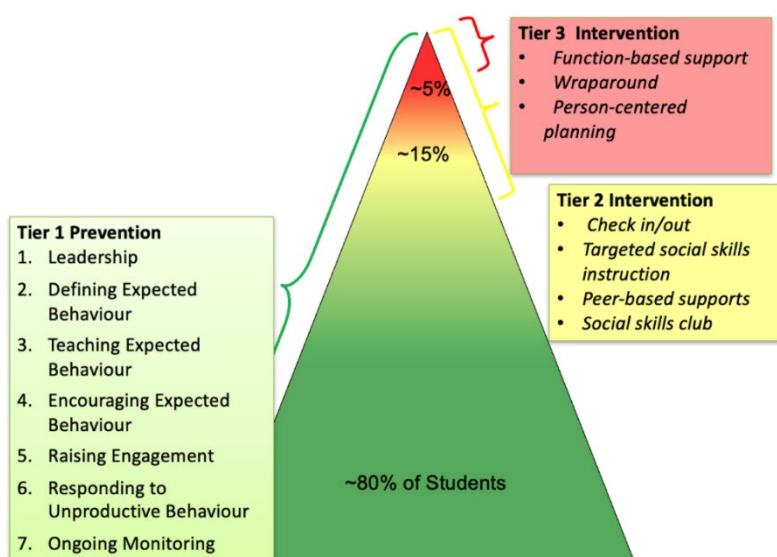 Tier 3 Intervention
• Function-based support
• Wraparound
• Person-centered
planning
~5%
~15%
Tier 2 Intervention
• Check in/out
• Targeted social skills
instruction
• Peer-based supports
• Social skills club
Tier 1 Prevention
1. Leadership
2. Defining Expected
Behaviour
3. Teaching Expected
Behaviour
4. Encouraging Expected
Behaviour
5. Raising Engagement
6. Responding to
Unproductive Behaviour
7. Ongoing Monitoring
~80% of Students